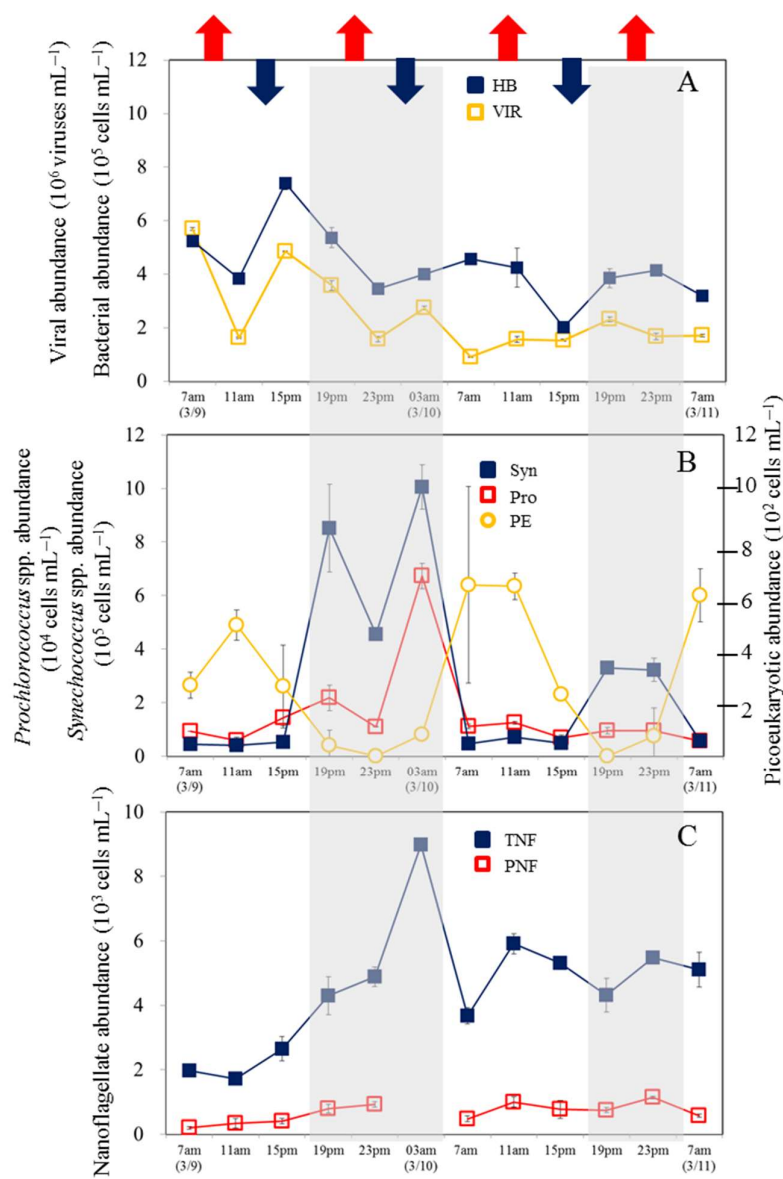 12
10
8
6
4
2
0
Viral abundance (10⁶ viruses mL⁻¹)
Bacterial abundance (10⁵ cells mL⁻¹)
A
HB
VIR
7am (3/9) 11am 15pm 19pm 23pm 03am (3/10) 7am 11am 15pm 19pm 23pm 7am (3/11)
12
10
8
6
4
2
0
Prochlorococcus spp. abundance
(10⁴ cells mL⁻¹)
Synechococcus spp. abundance
(10⁵ cells mL⁻¹)
B
Syn
Pro
PE
12
10
8
6
4
2
Picoeukaryotic abundance (10² cells mL⁻¹)
7am (3/9) 11am 15pm 19pm 23pm 03am (3/10) 7am 11am 15pm 19pm 23pm 7am (3/11)
10
8
6
4
2
0
Nanoflagellate abundance (10³ cells mL⁻¹)
C
TNF
PNF
7am (3/9) 11am 15pm 19pm 23pm 03am (3/10) 7am 11am 15pm 19pm 23pm 7am (3/11)